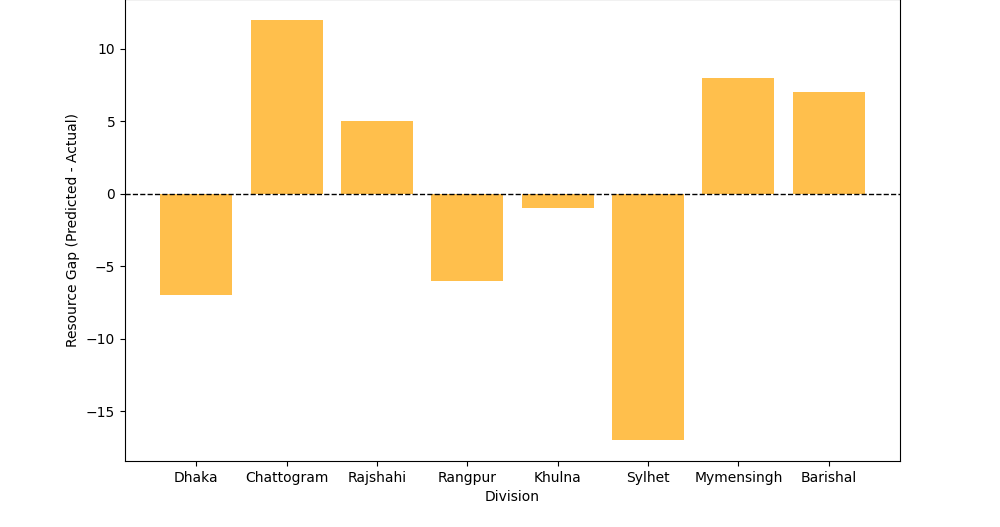 10
5
0
−5
−10
−15
Resource Gap (Predicted - Actual)
Dhaka Chattogram Rajshahi Rangpur Khulna Sylhet Mymensingh Barishal
Division